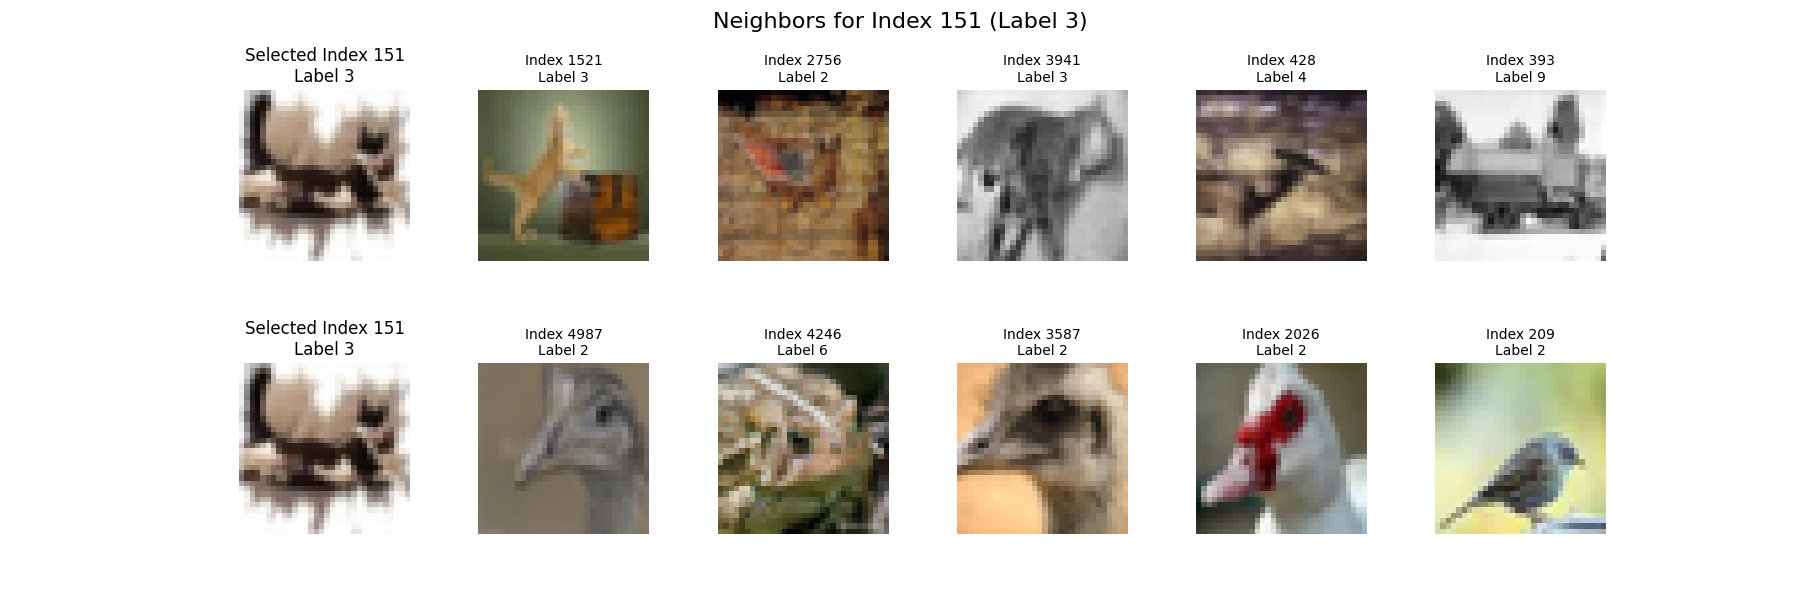 Neighbors for Index 151 (Label 3)
Selected Index 151
Label 3
Index 1521
Label 3
Index 2756
Label 2
Index 3941
Label 3
Index 428
Label 4
Index 393
Label 9
Selected Index 151
Label 3
Index 4987
Label 2
Index 4246
Label 6
Index 3587
Label 2
Index 2026
Label 2
Index 209
Label 2